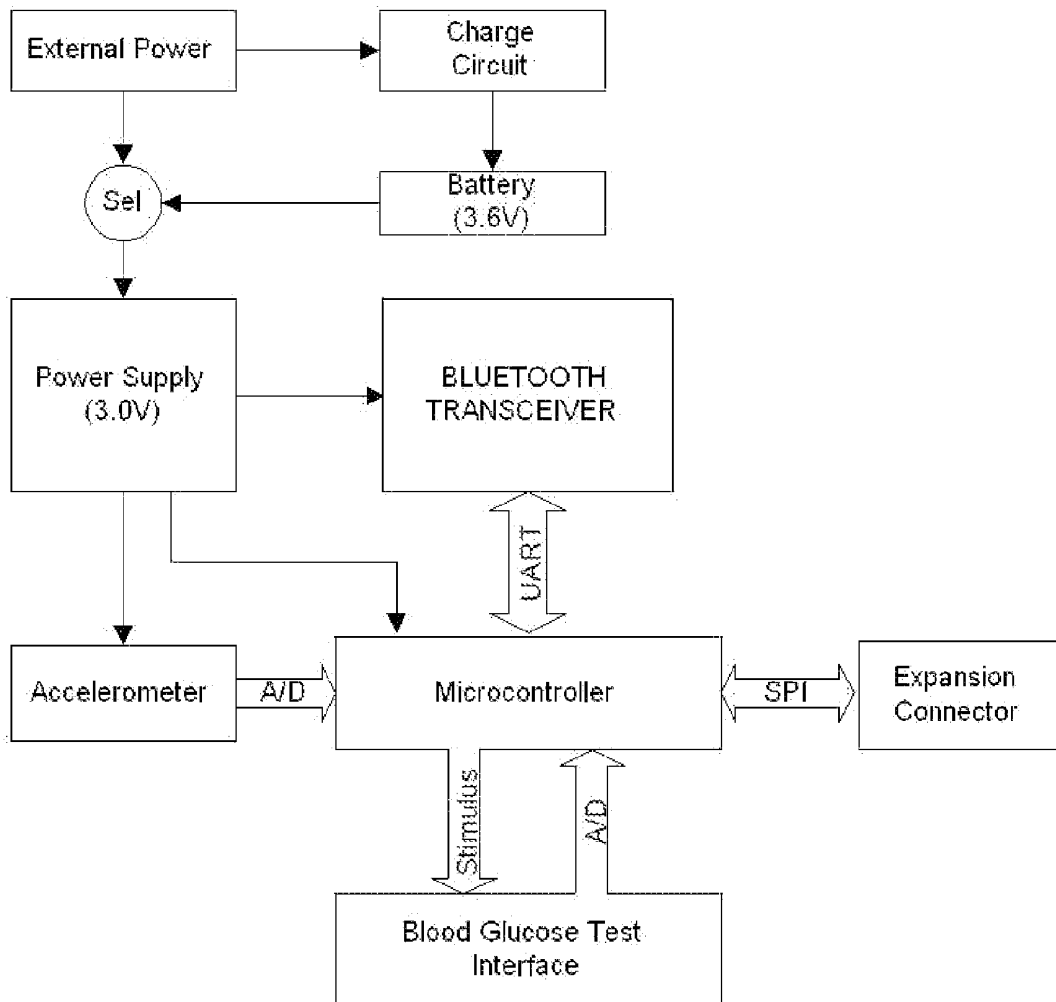 External Power
Charge
Circuit
Sel
Battery
(3.6V)
Power Supply
(3.0V)
BLUETOOTH
TRANSCEIVER
UART
Accelerometer
A/D
Microcontroller
SPI
Expansion
Connector
Stimulus
A/D
Blood Glucose Test
Interface